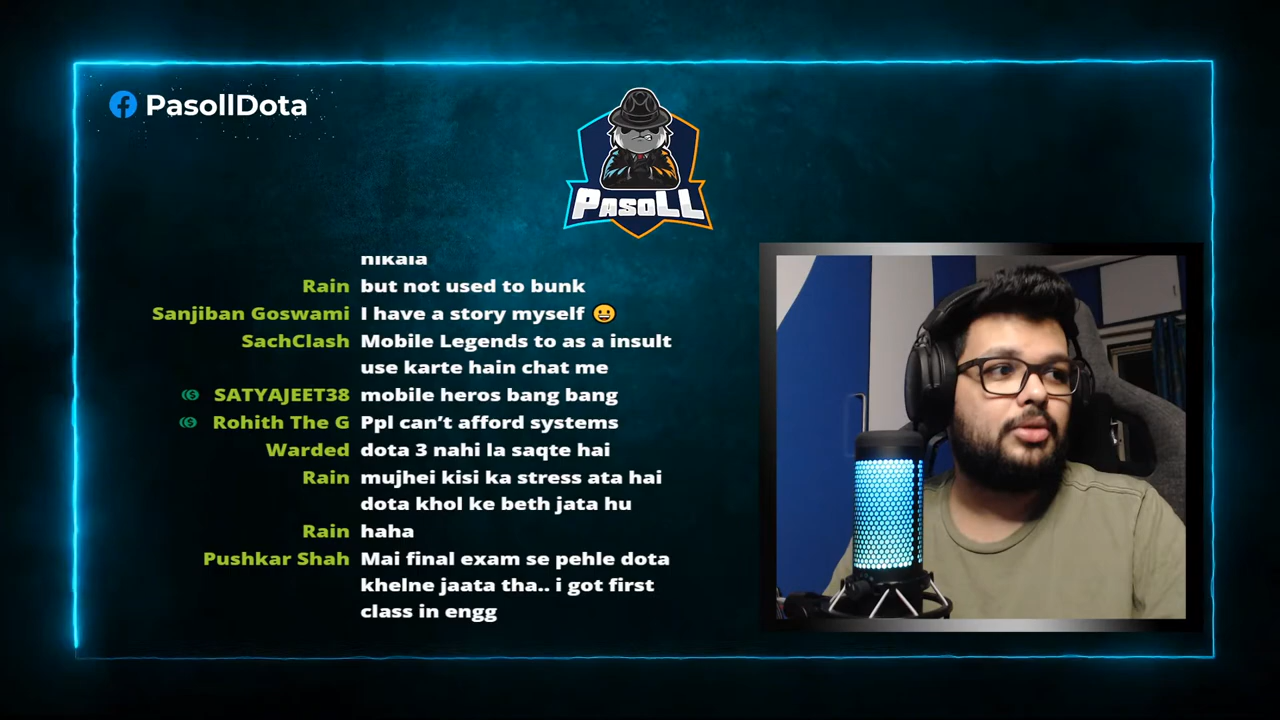 PasollDota
PASOLL
nikala
Rain but not used to bunk
Sanjiban Goswami I have a story myself 😀
SachClash Mobile Legends to as a insult
use karte hain chat me
SATYAJEET38 mobile heros bang bang
Rohith The G Ppl can’t afford systems
Warded dota 3 nahi la saqte hai
Rain mujhei kisi ka stress ata hai
dota khol ke beth jata hu
Rain haha
Pushkar Shah Mai final exam se pehle dota
khelne jaata tha.. i got first
class in engg